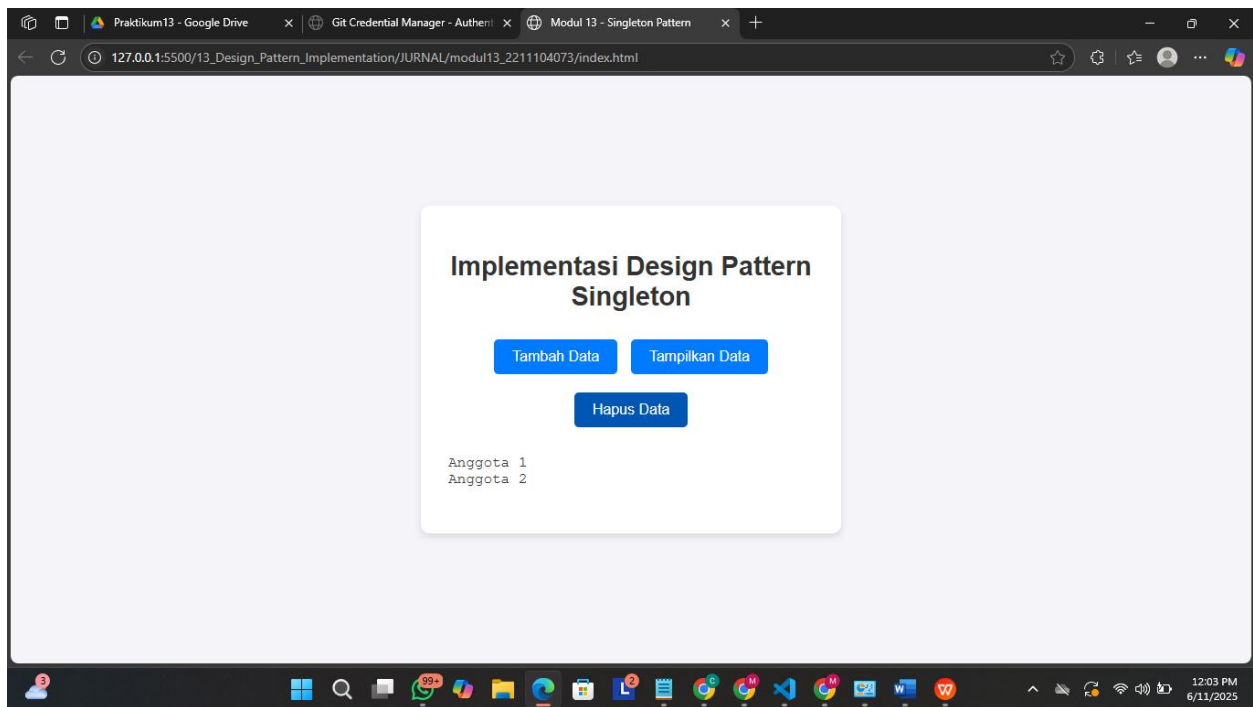 Praktikum13 - Google Drive
Git Credential Manager - Authent
Modul 13 - Singleton Pattern
127.0.0.1:5500/13_Design_Pattern_Implementation/JURNAL/modul13_2211104073/index.html
Implementasi Design Pattern
Singleton
Tambah Data
Tampilkan Data
Hapus Data
Anggota 1
Anggota 2
3
99+
L
2
C
M
M
W
12:03 PM
6/11/2025